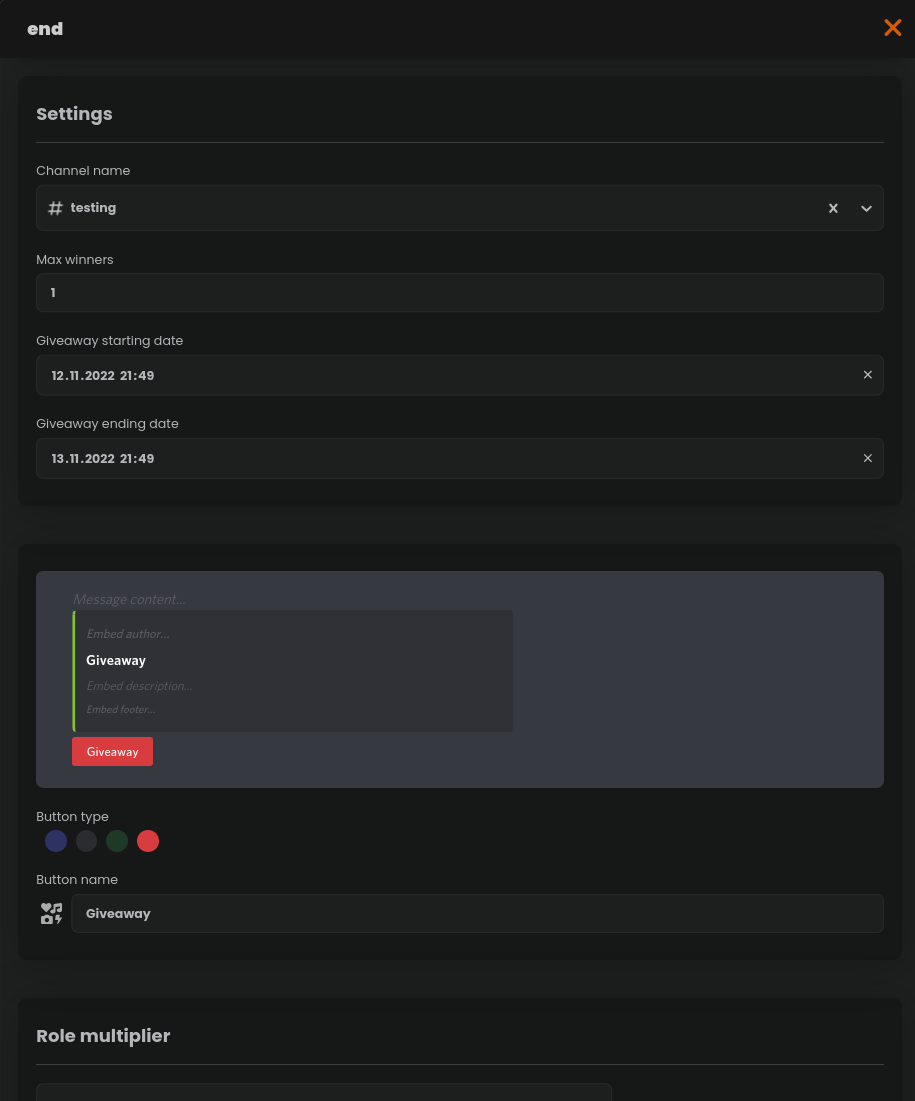 end
Settings
Channel name
# testing
Max winners
1
Giveaway starting date
12.11.2022 21:49
Giveaway ending date
13.11.2022 21:49
Message content...
Embed author...
Giveaway
Embed description...
Embed footer...
Giveaway
Button type
Button name
Giveaway
Role multiplier